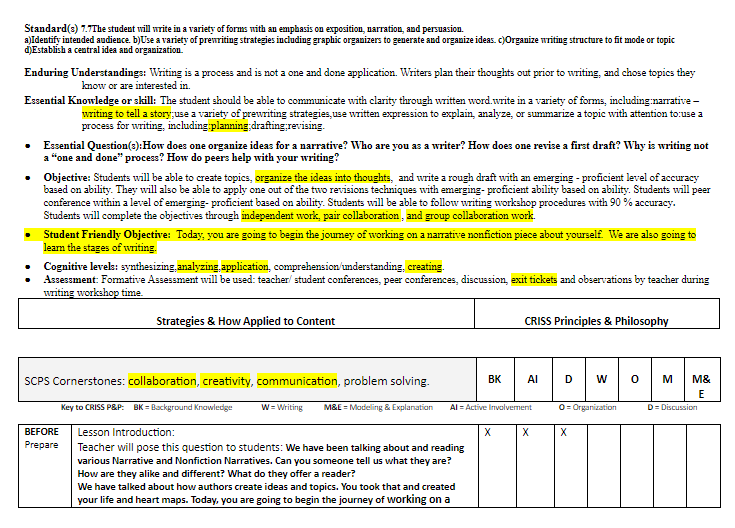 Standard(s) 7.7The student will write in a variety of forms with an emphasis on exposition, narration, and persuasion.
a)Identify intended audience. b)Use a variety of prewriting strategies including graphic organizers to generate and organize ideas. c)Organize writing structure to fit mode or topic
d)Establish a central idea and organization.
Enduring Understandings: Writing is a process and is not a one and done application. Writers plan their thoughts out prior to writing, and chose topics they
know or are interested in.
Essential Knowledge or skill: The student should be able to communicate with clarity through written word.write in a variety of forms, including:narrative –
writing to tell a story;use a variety of prewriting strategies,use written expression to explain, analyze, or summarize a topic with attention to:use a
process for writing, including:planning;drafting;revising.
• Essential Question(s):How does one organize ideas for a narrative? Who are you as a writer? How does one revise a first draft? Why is writing not
a “one and done” process? How do peers help with your writing?
• Objective: Students will be able to create topics, organize the ideas into thoughts, and write a rough draft with an emerging - proficient level of accuracy
based on ability. They will also be able to apply one out of the two revisions techniques with emerging- proficient ability based on ability. Students will peer
conference within a level of emerging- proficient based on ability. Students will be able to follow writing workshop procedures with 90 % accuracy.
Students will complete the objectives through independent work, pair collaboration , and group collaboration work.
• Student Friendly Objective: Today, you are going to begin the journey of working on a narrative nonfiction piece about yourself. We are also going to
learn the stages of writing.
• Cognitive levels: synthesizing,analyzing,application, comprehension/understanding, creating.
• Assessment: Formative Assessment will be used: teacher/ student conferences, peer conferences, discussion, exit tickets and observations by teacher during
writing workshop time.
Strategies & How Applied to Content CRISS Principles & Philosophy
SCPS Cornerstones: collaboration, creativity, communication, problem solving. BK AI D W O M M&
E
Key to CRISS P&P: BK = Background Knowledge W = Writing M&E = Modeling & Explanation AI = Active Involvement O = Organization D = Discussion
BEFORE Lesson Introduction: X X X
Prepare Teacher will pose this question to students: We have been talking about and reading
various Narrative and Nonfiction Narratives. Can you someone tell us what they are?
How are they alike and different? What do they offer a reader?
We have talked about how authors create ideas and topics. You took that and created
your life and heart maps. Today, you are going to begin the journey of working on a